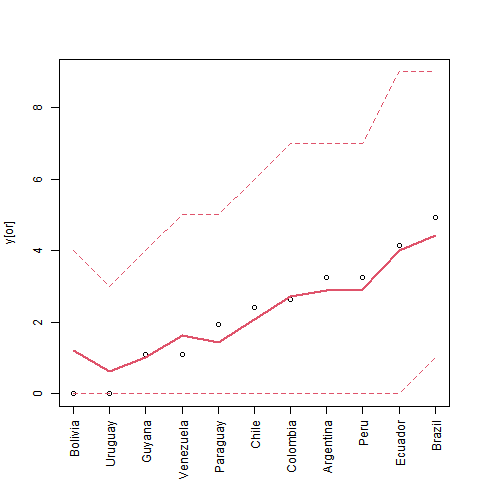 y[or]
8
6
4
2
0
Bolivia
Uruguay
Guyana
Venezuela
Paraguay
Chile
Colombia
Argentina
Peru
Ecuador
Brazil